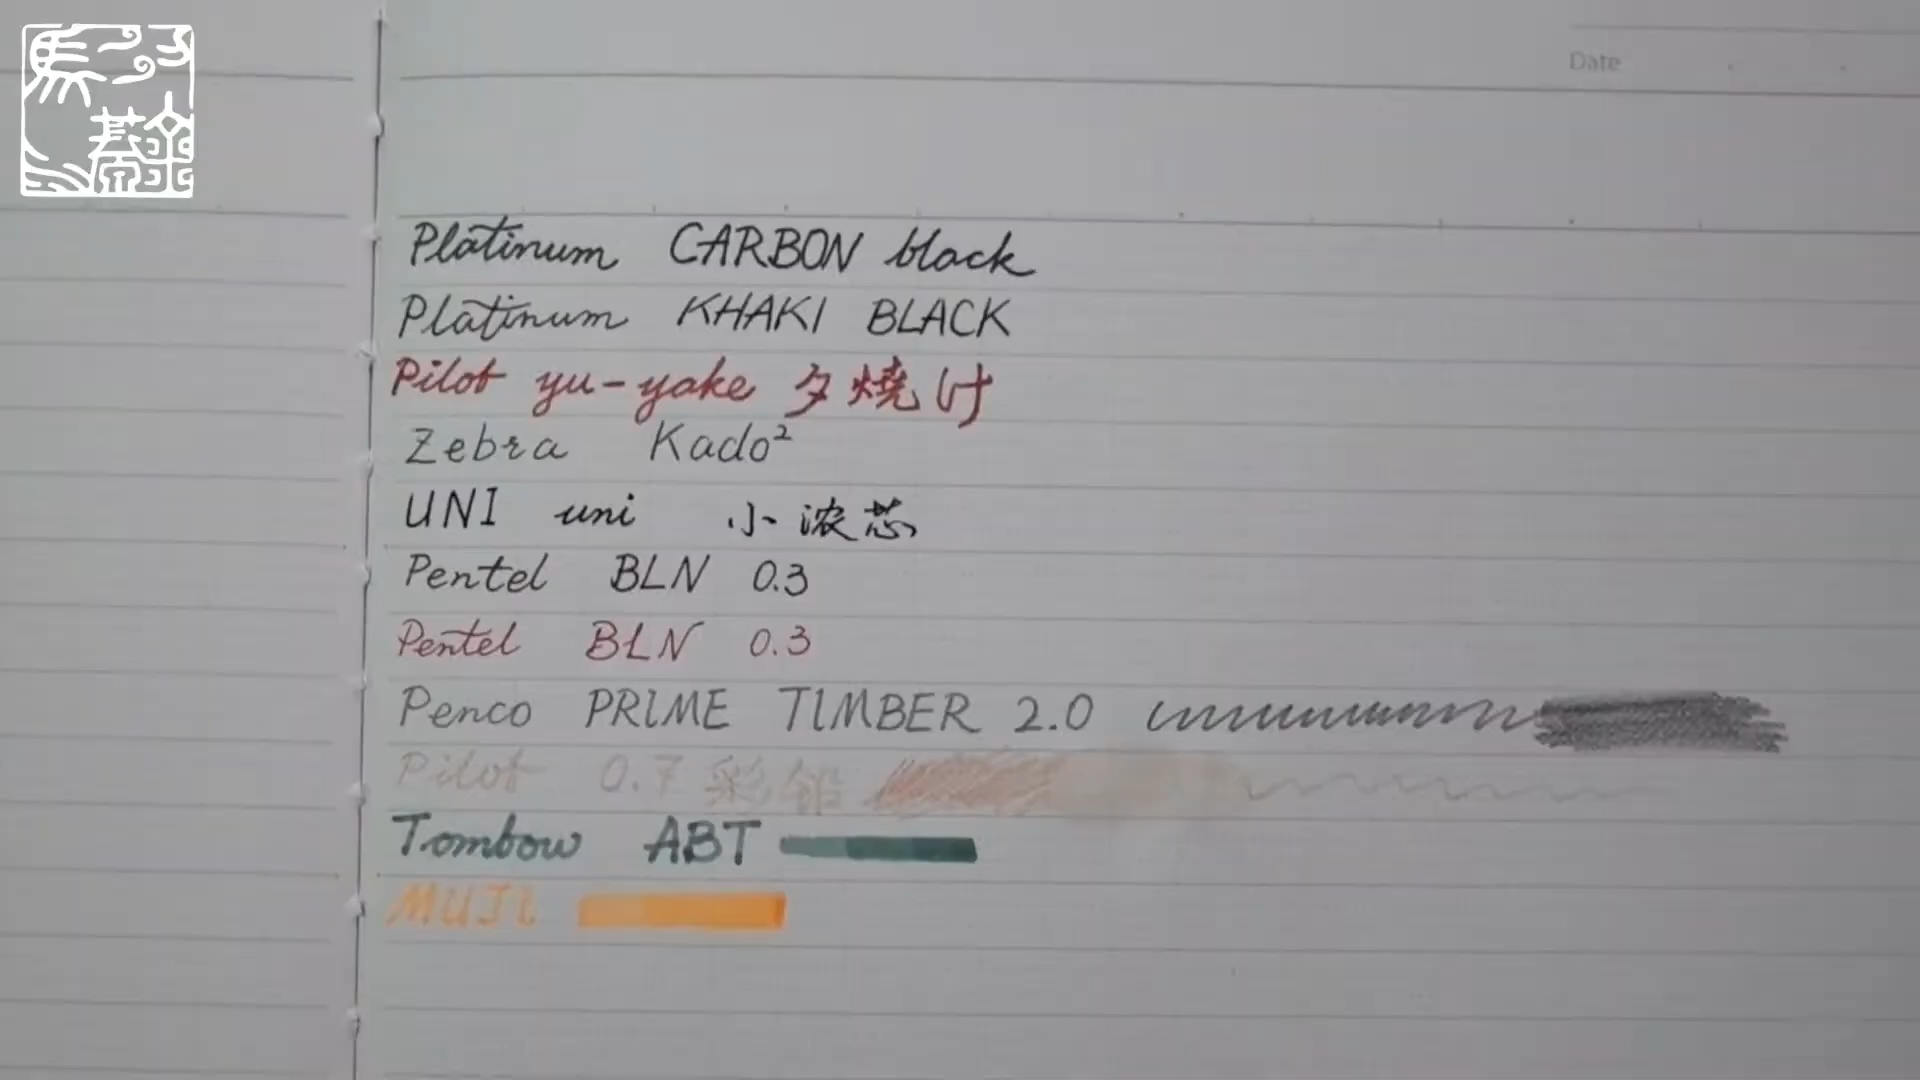 Date
Platinum CARBON black
Platinum KHAKI BLACK
Pilot yu-yake 夕焼け
Zebra Kado²
UNI uni 小浓芯
Pentel BLN 0.3
Pentel BLN 0.3
Penco PRIME TIMBER 2.0
Pilot 0.7 彩铅
Tombow ABT
MUJI